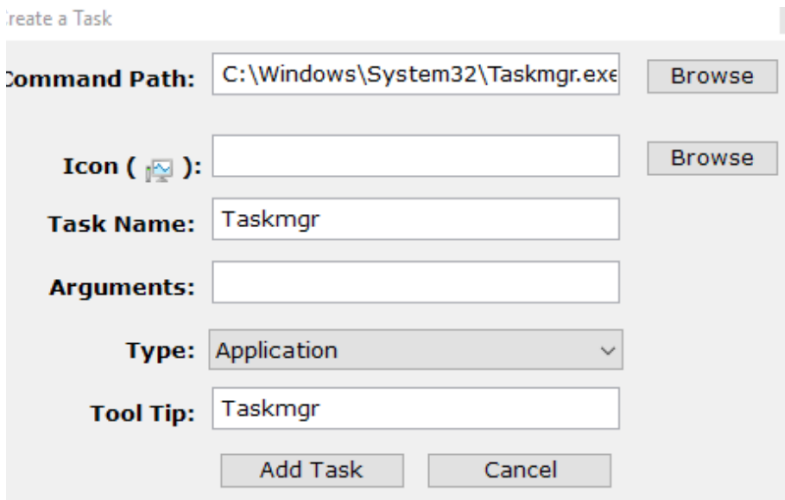 reate a Task
Command Path: C:\Windows\System32\Taskmgr.exe Browse
Icon ( ): Browse
Task Name: Taskmgr
Arguments:
Type: Application
Tool Tip: Taskmgr
Add Task Cancel